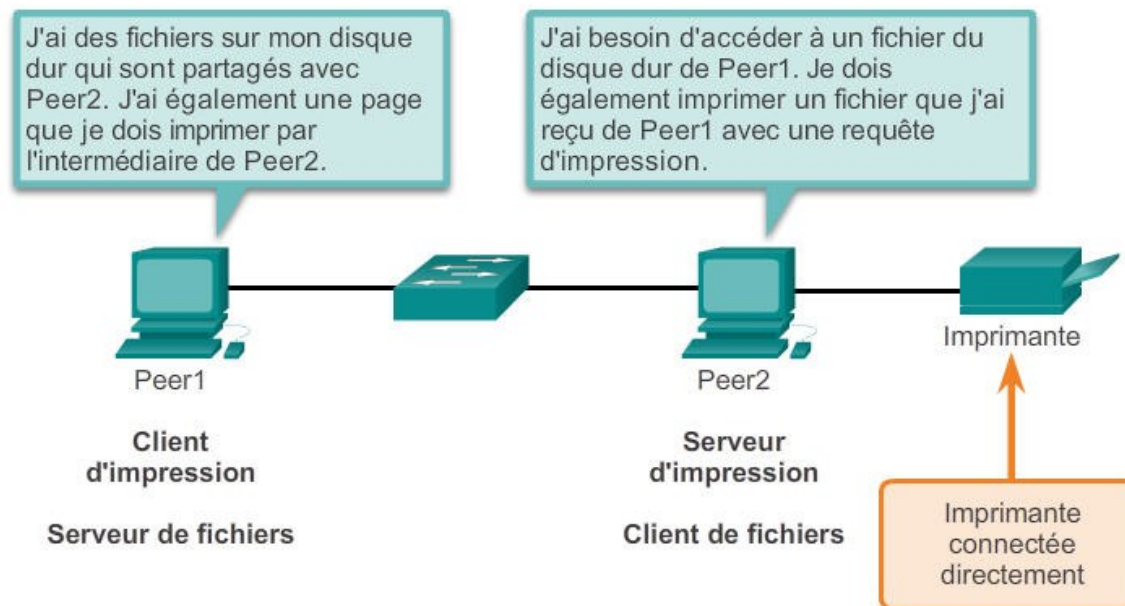 J'ai des fichiers sur mon disque
dur qui sont partagés avec
Peer2. J'ai également une page
que je dois imprimer par
l'intermédiaire de Peer2.
J'ai besoin d'accéder à un fichier du
disque dur de Peer1. Je dois
également imprimer un fichier que j'ai
reçu de Peer1 avec une requête
d'impression.
Peer1
Client
d'impression
Serveur de fichiers
Peer2
Serveur
d'impression
Client de fichiers
Imprimante
Imprimante
connectée
directement